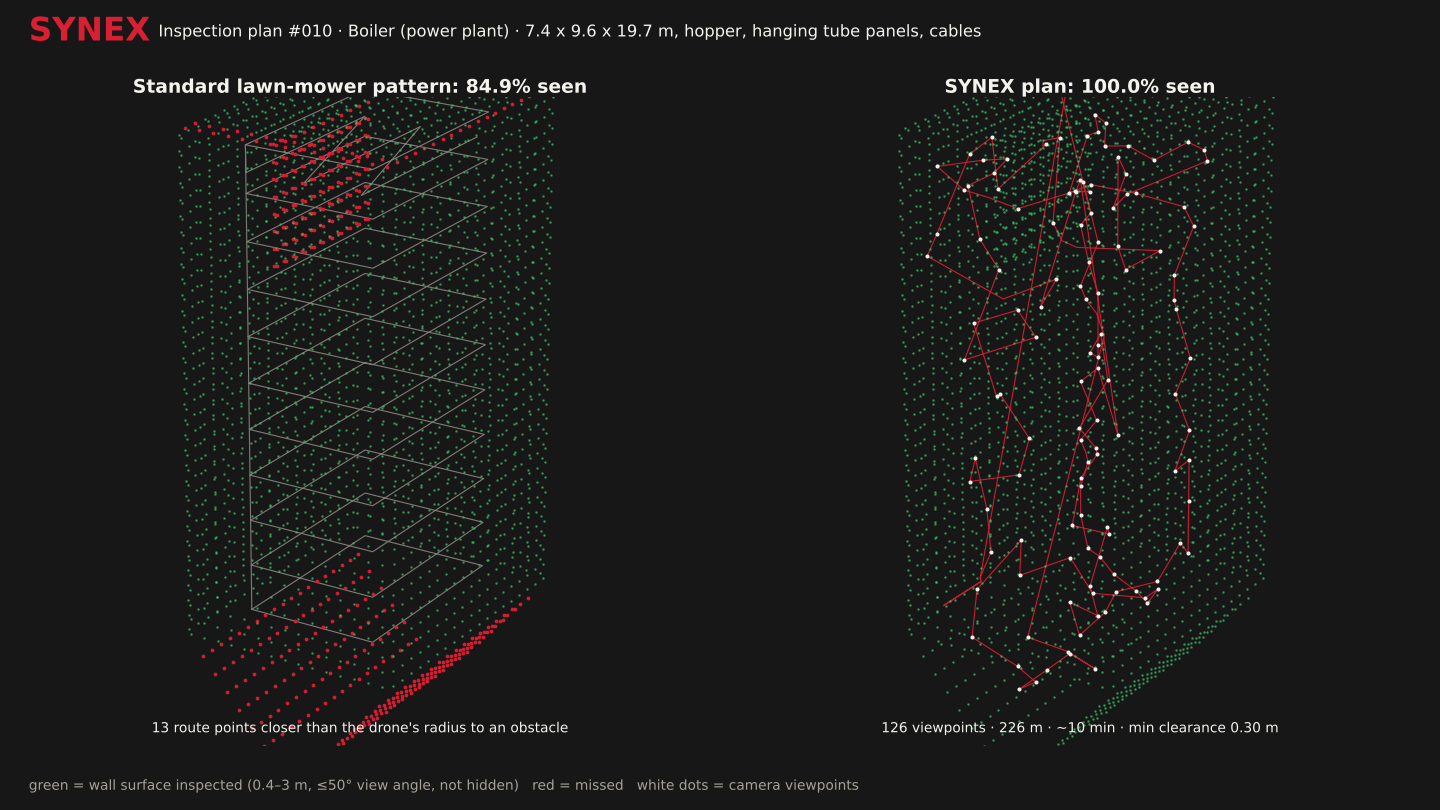 SYNEX Inspection plan #010 · Boiler (power plant) · 7.4 x 9.6 x 19.7 m, hopper, hanging tube panels, cables
Standard lawn-mower pattern: 84.9% seen
SYNEX plan: 100.0% seen
13 route points closer than the drone's radius to an obstacle
126 viewpoints · 226 m · ~10 min · min clearance 0.30 m
green = wall surface inspected (0.4–3 m, ≤50° view angle, not hidden)   red = missed   white dots = camera viewpoints